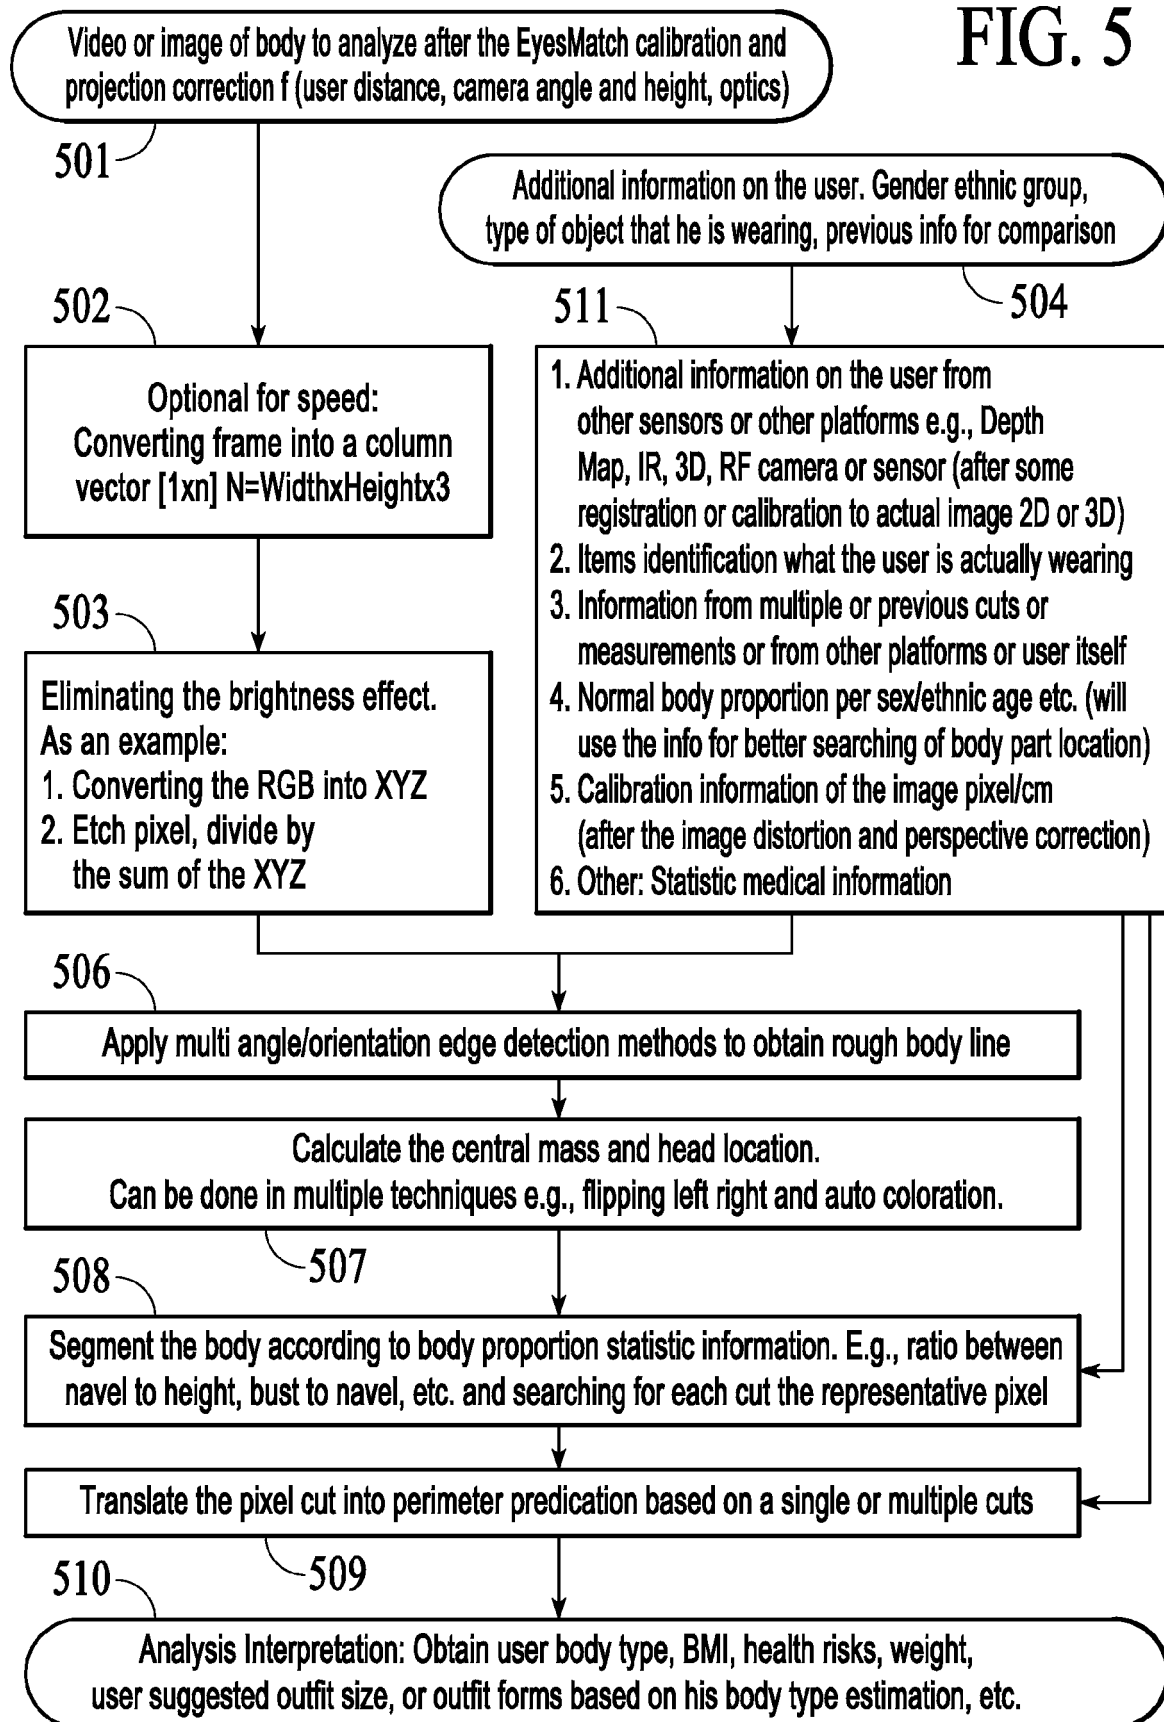 FIG. 5
Video or image of body to analyze after the EyesMatch calibration and
projection correction f (user distance, camera angle and height, optics)
501
Additional information on the user. Gender ethnic group,
type of object that he is wearing, previous info for comparison
504
502
Optional for speed:
Converting frame into a column
vector [1xn] N=WidthxHeightx3
511
1. Additional information on the user from
other sensors or other platforms e.g., Depth
Map, IR, 3D, RF camera or sensor (after some
registration or calibration to actual image 2D or 3D)
2. Items identification what the user is actually wearing
3. Information from multiple or previous cuts or
measurements or from other platforms or user itself
4. Normal body proportion per sex/ethnic age etc. (will
use the info for better searching of body part location)
5. Calibration information of the image pixel/cm
(after the image distortion and perspective correction)
6. Other: Statistic medical information
503
Eliminating the brightness effect.
As an example:
1. Converting the RGB into XYZ
2. Etch pixel, divide by
the sum of the XYZ
506
Apply multi angle/orientation edge detection methods to obtain rough body line
Calculate the central mass and head location.
Can be done in multiple techniques e.g., flipping left right and auto coloration.
507
508
Segment the body according to body proportion statistic information. E.g., ratio between
navel to height, bust to navel, etc. and searching for each cut the representative pixel
Translate the pixel cut into perimeter predication based on a single or multiple cuts
509
510
Analysis Interpretation: Obtain user body type, BMI, health risks, weight,
user suggested outfit size, or outfit forms based on his body type estimation, etc.